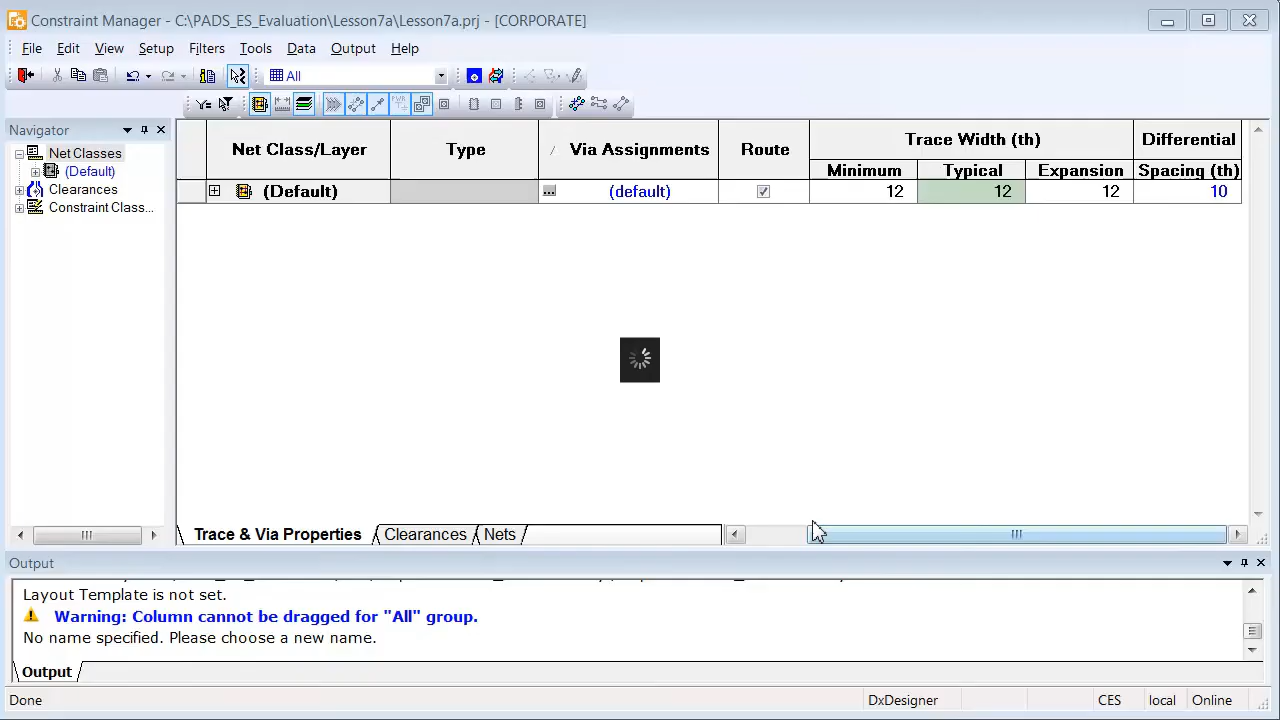 Constraint Manager - C:\PADS_ES_Evaluation\Lesson7a\Lesson7a.prj - [CORPORATE]
File Edit View Setup Filters Tools Data Output Help
All
Navigator
Net Classes
(Default)
Clearances
Constraint Class...
Net Class/Layer Type Via Assignments Route Trace Width (th) Differential
Minimum Typical Expansion Spacing (th)
(Default) (default) 12 12 12 10
Trace & Via Properties Clearances Nets
Output
Layout Template is not set.
Warning: Column cannot be dragged for "All" group.
No name specified. Please choose a new name.
Output
Done DxDesigner CES local Online